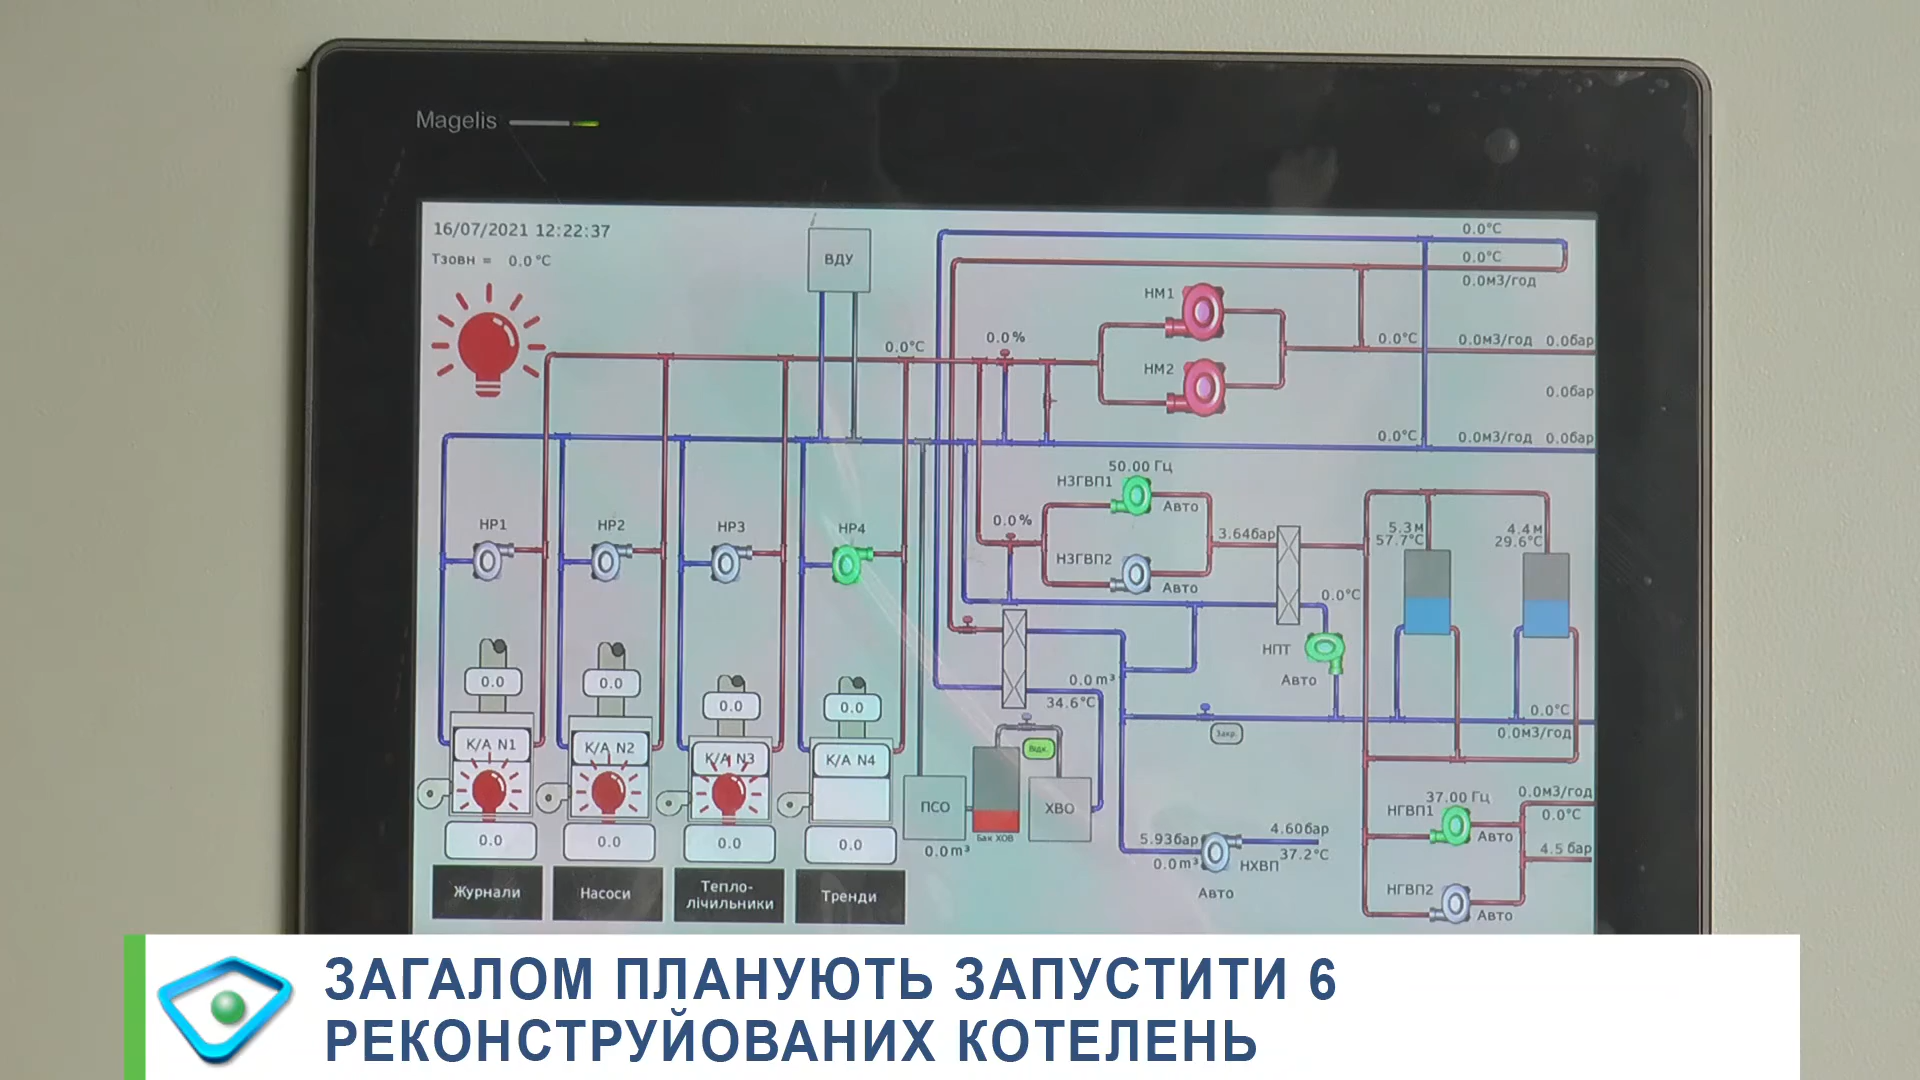 Magelis
16/07/2021 12:22:37
Тзовн = 0.0 °C
ВДУ
0.0°C
0.0°C
0.0м3/год
НМ1
0.0°C
0.0 %
0.0°C
0.0м3/год 0.0бар
НМ2
0.0бар
0.0°C
0.0м3/год 0.0бар
50.00 Гц
НЗГВП1
Авто
НР1
НР2
НР3
НР4
0.0 %
3.64бар
5.3м
57.7°C
4.4м
29.6°C
НЗГВП2
Авто
0.0°C
НПТ
Авто
0.0
0.0
0.0
0.0
0.0m³
34.6°C
0.0°C
0.0м3/год
Закр.
К/А N1
К/А N2
К/А N3
К/А N4
Відк.
ПСО
Бак ХОВ
ХВО
0.0m³
37.00 Гц
НГВП1
Авто
0.0м3/год
0.0°C
4.5 бар
5.93бар
0.0m³
НХВП
Авто
4.60бар
37.2°C
НГВП2
Авто
0.0
0.0
0.0
0.0
Журнали
Насоси
Тепло-
лічильники
Тренди
ЗАГАЛОМ ПЛАНУЮТЬ ЗАПУСТИТИ 6
РЕКОНСТРУЙОВАНИХ КОТЕЛЕНЬ